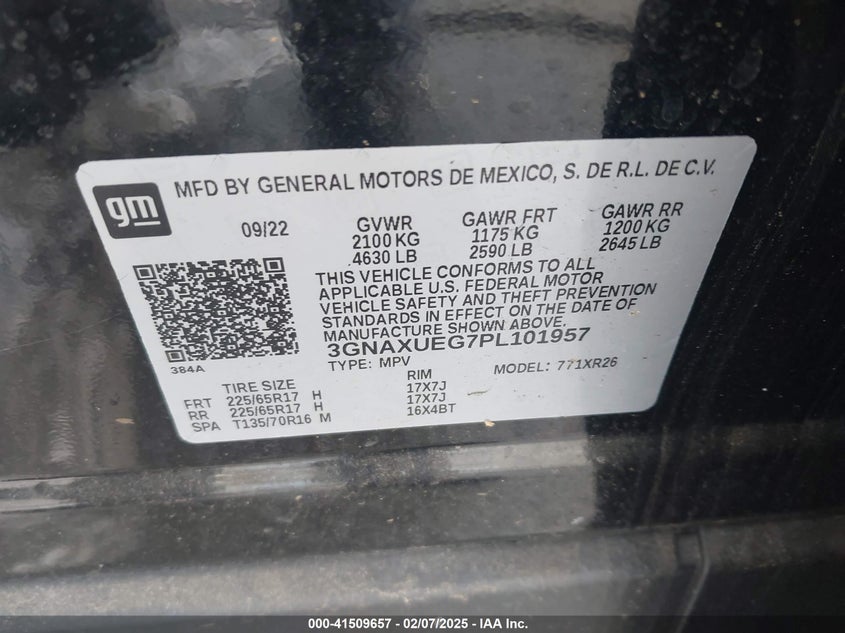 gm
MFD BY GENERAL MOTORS DE MEXICO, S. DE R.L. DE C.V.
09/22 GVWR GAWR FRT GAWR RR
2100 KG 1175 KG 1200 KG
4630 LB 2590 LB 2645 LB
THIS VEHICLE CONFORMS TO ALL
APPLICABLE U.S. FEDERAL MOTOR
VEHICLE SAFETY AND THEFT PREVENTION
STANDARDS IN EFFECT ON THE DATE OF
MANUFACTURE SHOWN ABOVE.
3GNAXUEG7PL101957
384A
TYPE: MPV MODEL: 771XR26
TIRE SIZE RIM
FRT 225/65R17 H 17X7J
RR 225/65R17 H 17X7J
SPA T135/70R16 M 16X4BT
000-41509657 - 02/07/2025 - IAA Inc.